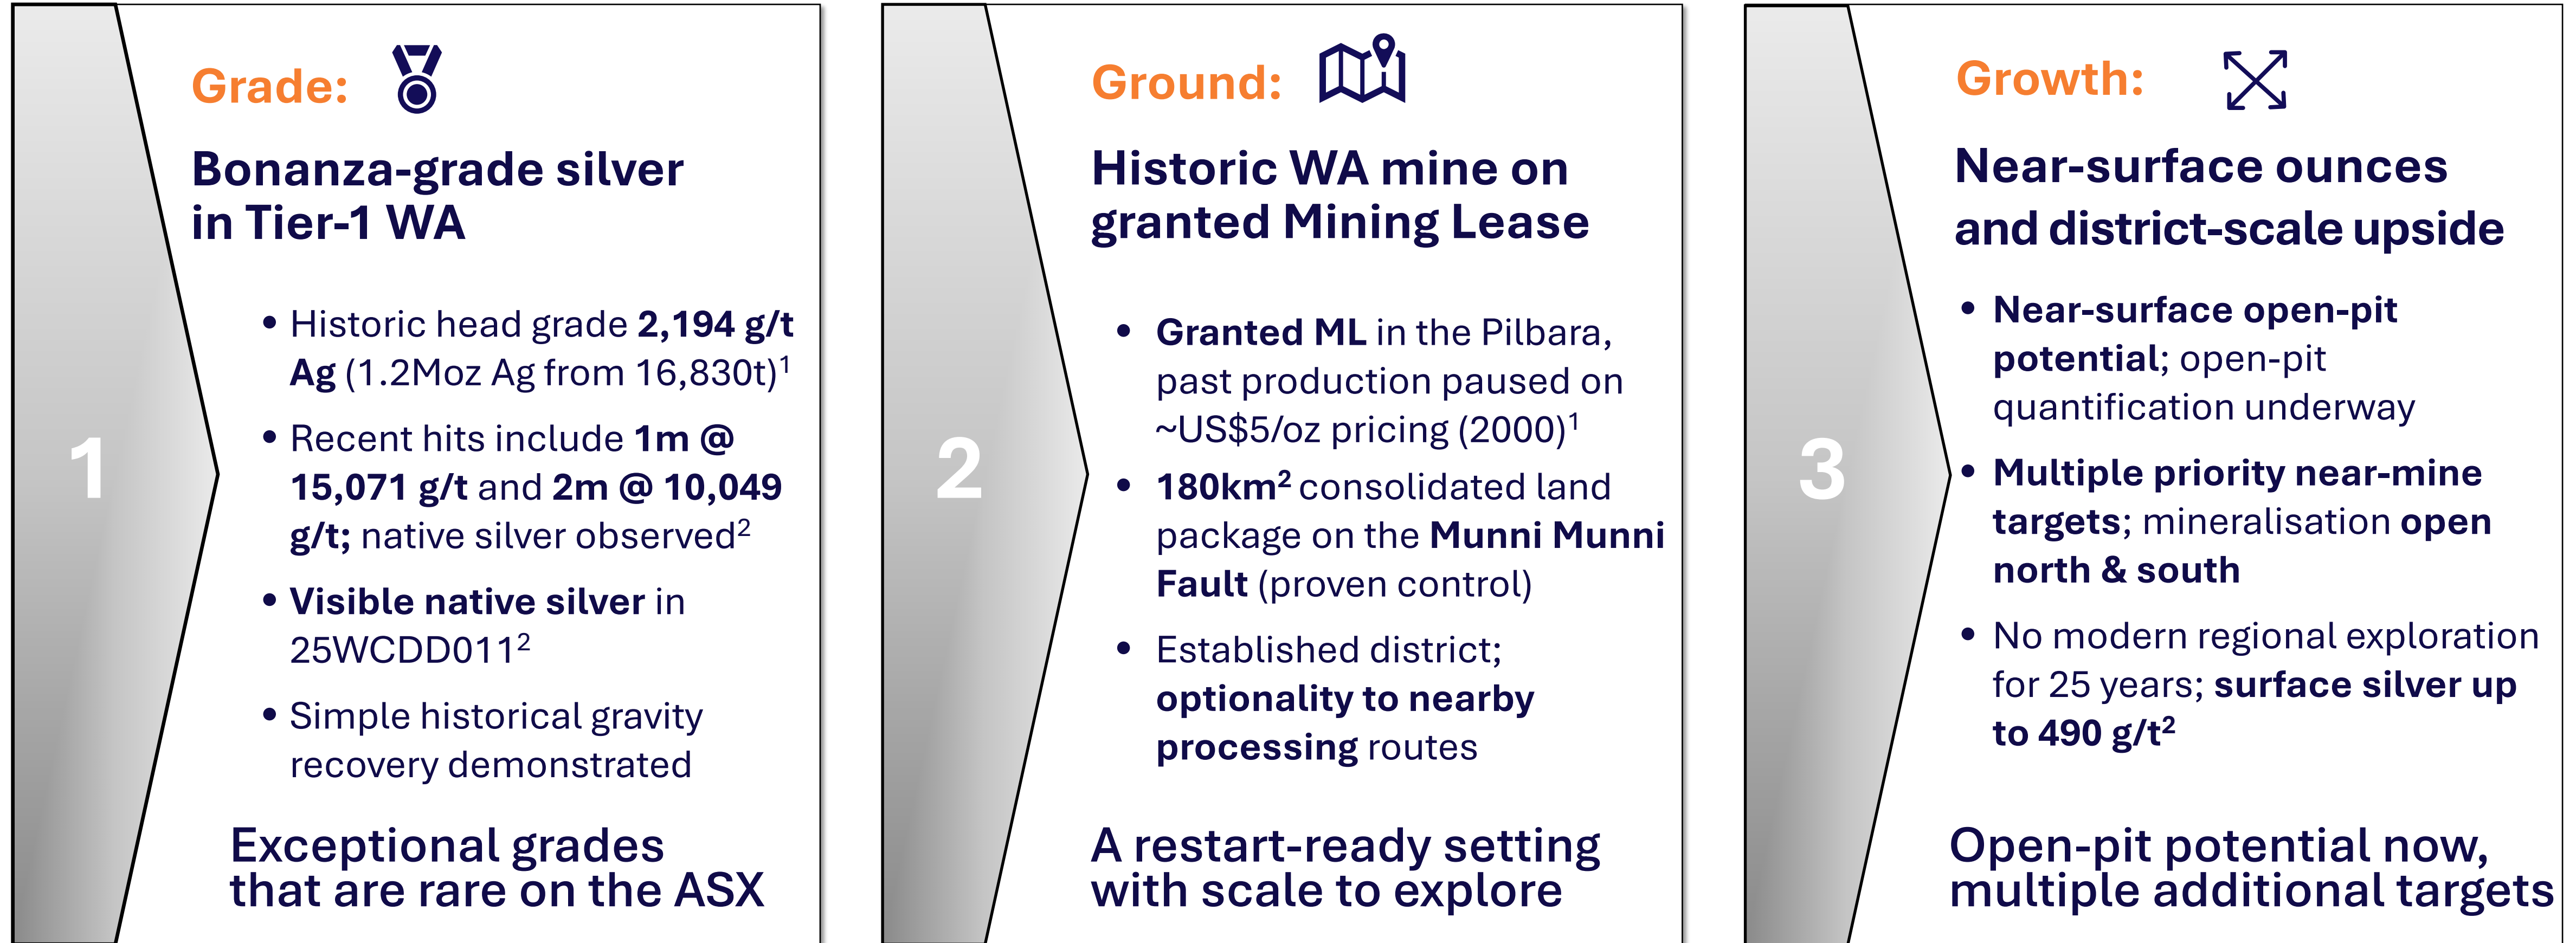 1
Grade:
Bonanza-grade silver
in Tier-1 WA
• Historic head grade 2,194 g/t
Ag (1.2Moz Ag from 16,830t)¹
• Recent hits include 1m @
15,071 g/t and 2m @ 10,049
g/t; native silver observed²
• Visible native silver in
25WCDD011²
• Simple historical gravity
recovery demonstrated
Exceptional grades
that are rare on the ASX
2
Ground:
Historic WA mine on
granted Mining Lease
• Granted ML in the Pilbara,
past production paused on
~US$5/oz pricing (2000)¹
• 180km² consolidated land
package on the Munni Munni
Fault (proven control)
• Established district;
optionality to nearby
processing routes
A restart-ready setting
with scale to explore
3
Growth:
Near-surface ounces
and district-scale upside
• Near-surface open-pit
potential; open-pit
quantification underway
• Multiple priority near-mine
targets; mineralisation open
north & south
• No modern regional exploration
for 25 years; surface silver up
to 490 g/t²
Open-pit potential now,
multiple additional targets